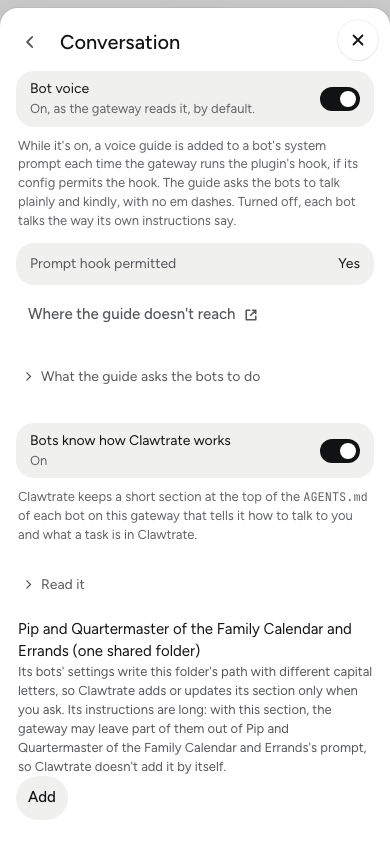 Conversation
Bot voice
On, as the gateway reads it, by default.
While it's on, a voice guide is added to a bot's system
prompt each time the gateway runs the plugin's hook, if its
config permits the hook. The guide asks the bots to talk
plainly and kindly, with no em dashes. Turned off, each bot
talks the way its own instructions say.
Prompt hook permitted Yes
Where the guide doesn't reach
What the guide asks the bots to do
Bots know how Clawtrate works
On
Clawtrate keeps a short section at the top of the AGENTS.md
of each bot on this gateway that tells it how to talk to you
and what a task is in Clawtrate.
Read it
Pip and Quartermaster of the Family Calendar and
Errands (one shared folder)
Its bots' settings write this folder's path with different capital
letters, so Clawtrate adds or updates its section only when
you ask. Its instructions are long: with this section, the
gateway may leave part of them out of Pip and
Quartermaster of the Family Calendar and Errands's prompt,
so Clawtrate doesn't add it by itself.
Add